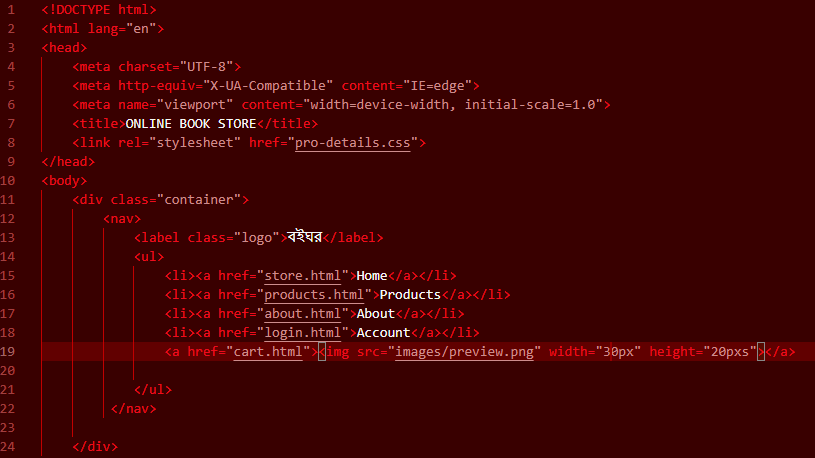 1 <!DOCTYPE html>
2 <html lang="en">
3 <head>
4 <meta charset="UTF-8">
5 <meta http-equiv="X-UA-Compatible" content="IE=edge">
6 <meta name="viewport" content="width=device-width, initial-scale=1.0">
7 <title>ONLINE BOOK STORE</title>
8 <link rel="stylesheet" href="pro-details.css">
9 </head>
10 <body>
11 <div class="container">
12 <nav>
13 <label class="logo">বইঘর</label>
14 <ul>
15 <li><a href="store.html">Home</a></li>
16 <li><a href="products.html">Products</a></li>
17 <li><a href="about.html">About</a></li>
18 <li><a href="login.html">Account</a></li>
19 <a href="cart.html"><img src="images/preview.png" width="30px" height="20pxs"></a>
20
21 </ul>
22 </nav>
23
24 </div>